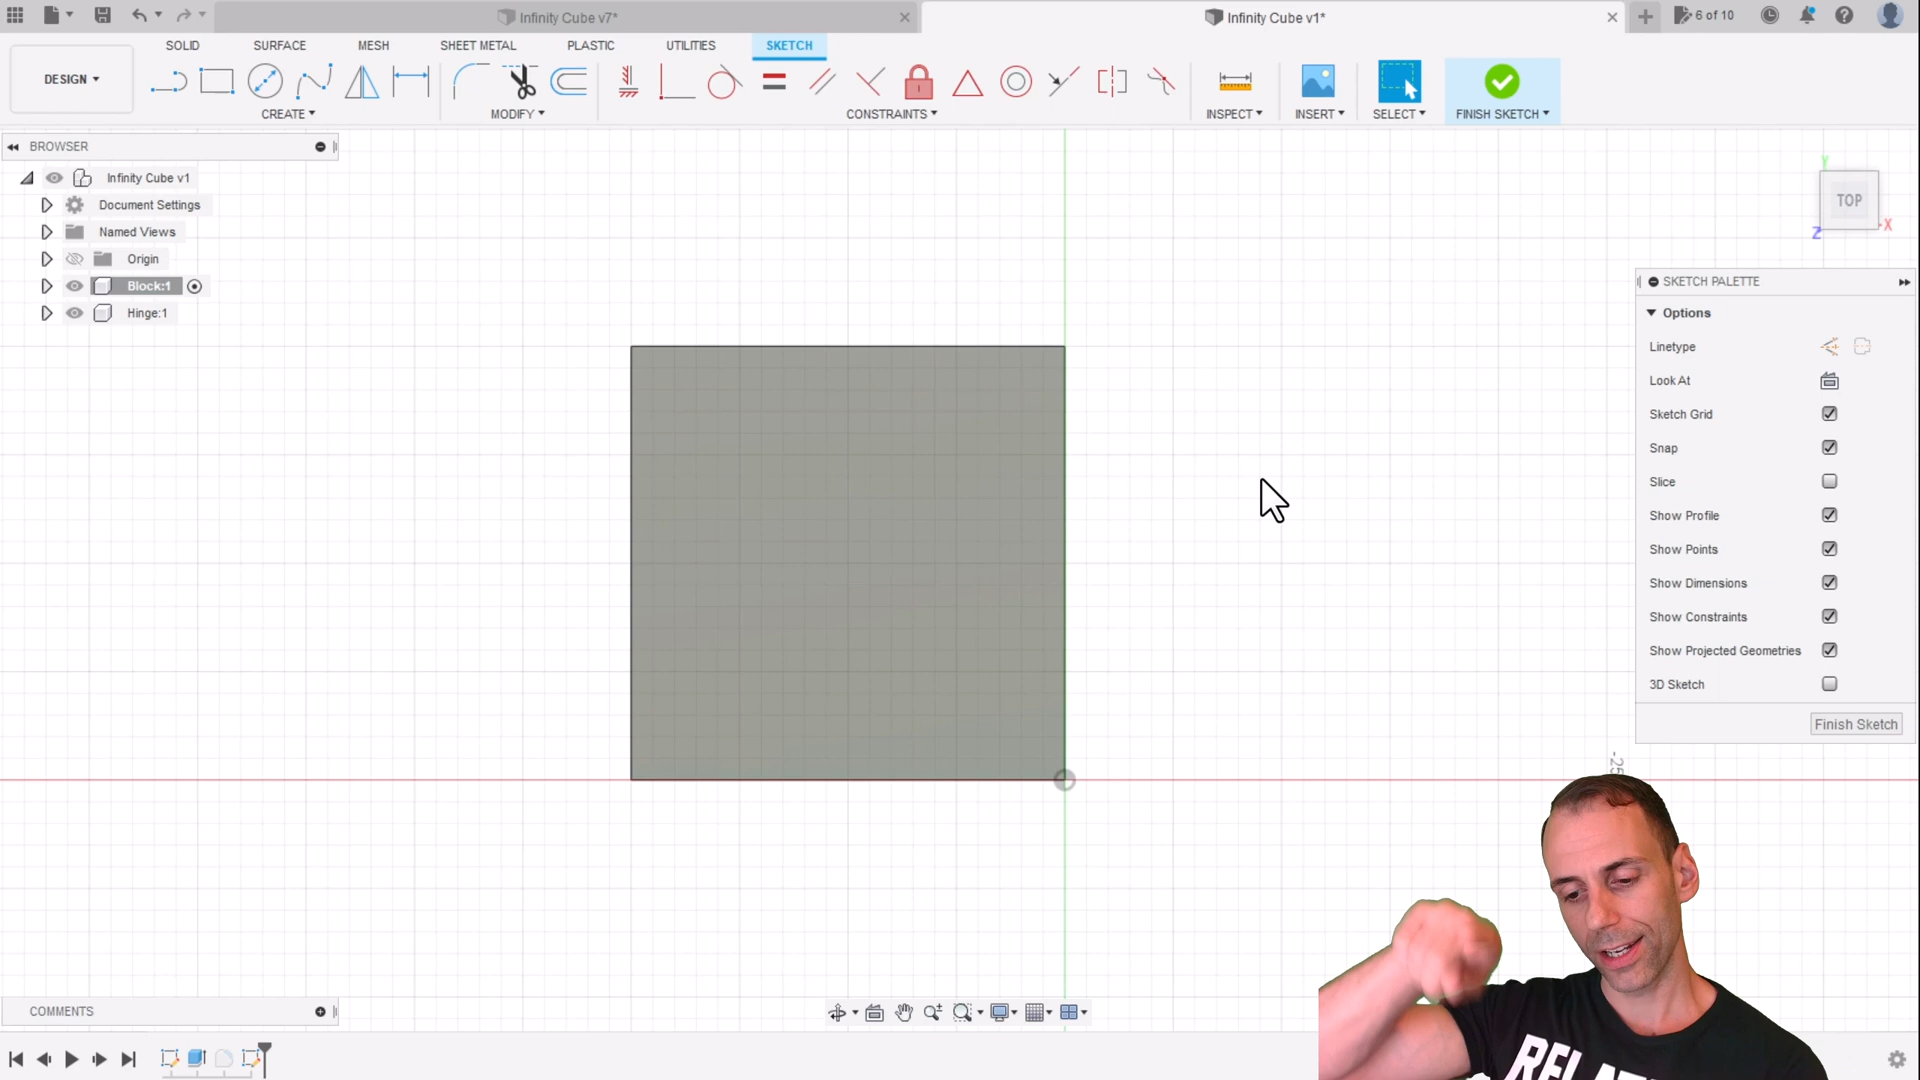 Infinity Cube v7*
Infinity Cube v1*
6 of 10
DESIGN
SOLID
SURFACE
MESH
SHEET METAL
PLASTIC
UTILITIES
SKETCH
CREATE
MODIFY
CONSTRAINTS
INSPECT
INSERT
SELECT
FINISH SKETCH
BROWSER
Infinity Cube v1
Document Settings
Named Views
Origin
Block:1
Hinge:1
Y
TOP
X
Z
SKETCH PALETTE
Options
Linetype
Look At
Sketch Grid
Snap
Slice
Show Profile
Show Points
Show Dimensions
Show Constraints
Show Projected Geometries
3D Sketch
Finish Sketch
-25
COMMENTS